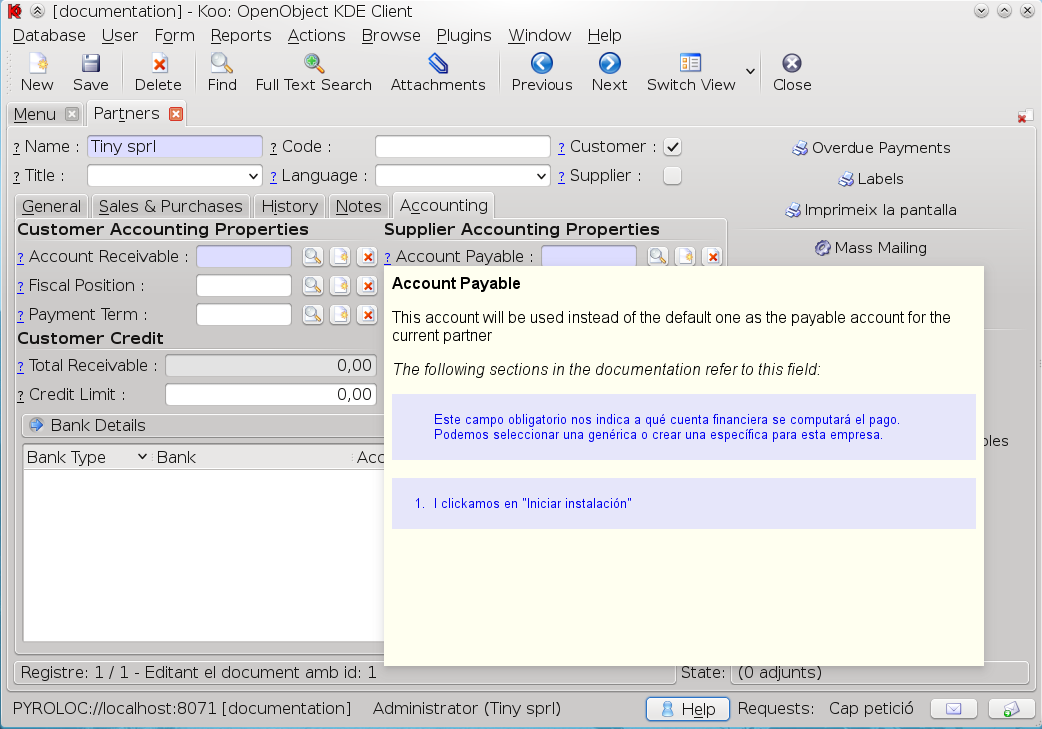 [documentation] - Koo: OpenObject KDE Client
Database User Form Reports Actions Browse Plugins Window Help
New Save Delete Find Full Text Search Attachments Previous Next Switch View Close
Menu Partners
? Name : Tiny sprl ? Code : ? Customer : Overdue Payments
? Title : ? Language : ? Supplier : Labels
General Sales & Purchases History Notes Accounting Imprimeix la pantalla
Customer Accounting Properties Supplier Accounting Properties
Mass Mailing
? Account Receivable : ? Account Payable :
? Fiscal Position :
? Payment Term :
Customer Credit
? Total Receivable : 0,00
? Credit Limit : 0,00
Bank Details
Bank Type Bank Acc
Account Payable
This account will be used instead of the default one as the payable account for the
current partner
The following sections in the documentation refer to this field:
Este campo obligatorio nos indica a qué cuenta financiera se computará el pago.
Podemos seleccionar una genérica o crear una específica para esta empresa.
1. I clickamos en "Iniciar instalación"
bles
Registre: 1 / 1 - Editant el document amb id: 1 State: (0 adjunts)
PYROLOC://localhost:8071 [documentation] Administrator (Tiny sprl) Help Requests: Cap petició